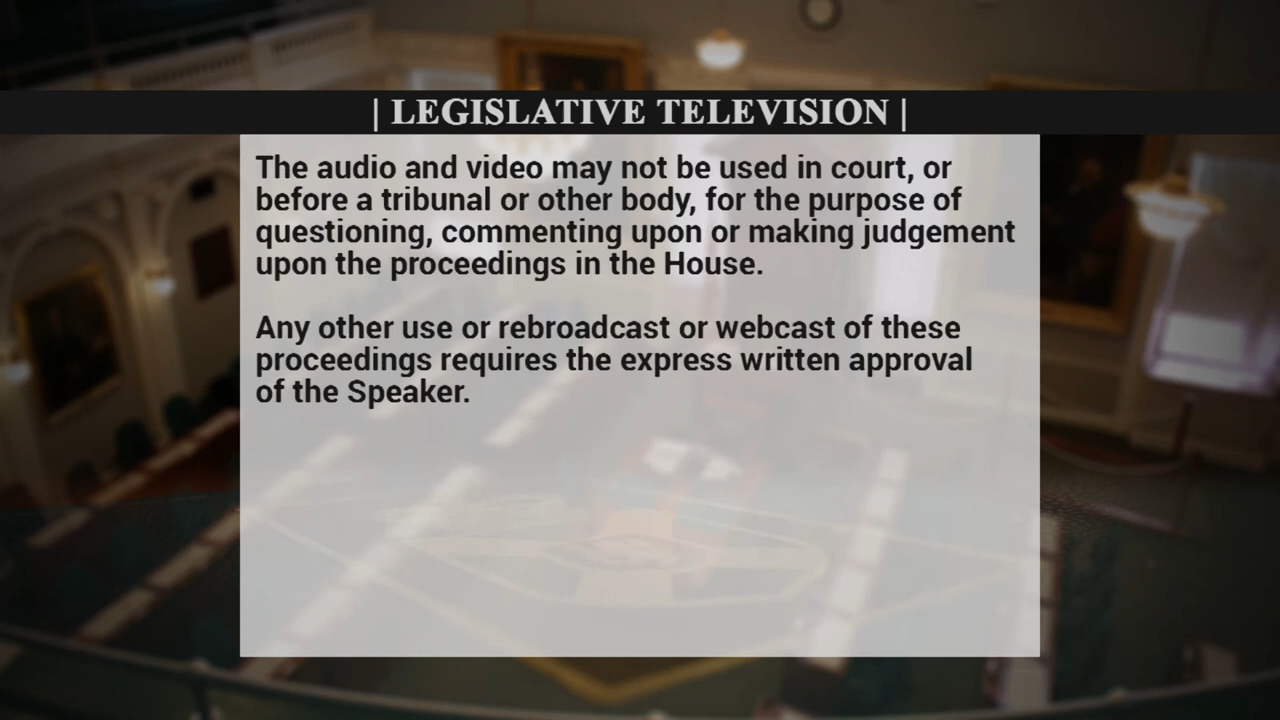 | LEGISLATIVE TELEVISION |
The audio and video may not be used in court, or
before a tribunal or other body, for the purpose of
questioning, commenting upon or making judgement
upon the proceedings in the House.
Any other use or rebroadcast or webcast of these
proceedings requires the express written approval
of the Speaker.